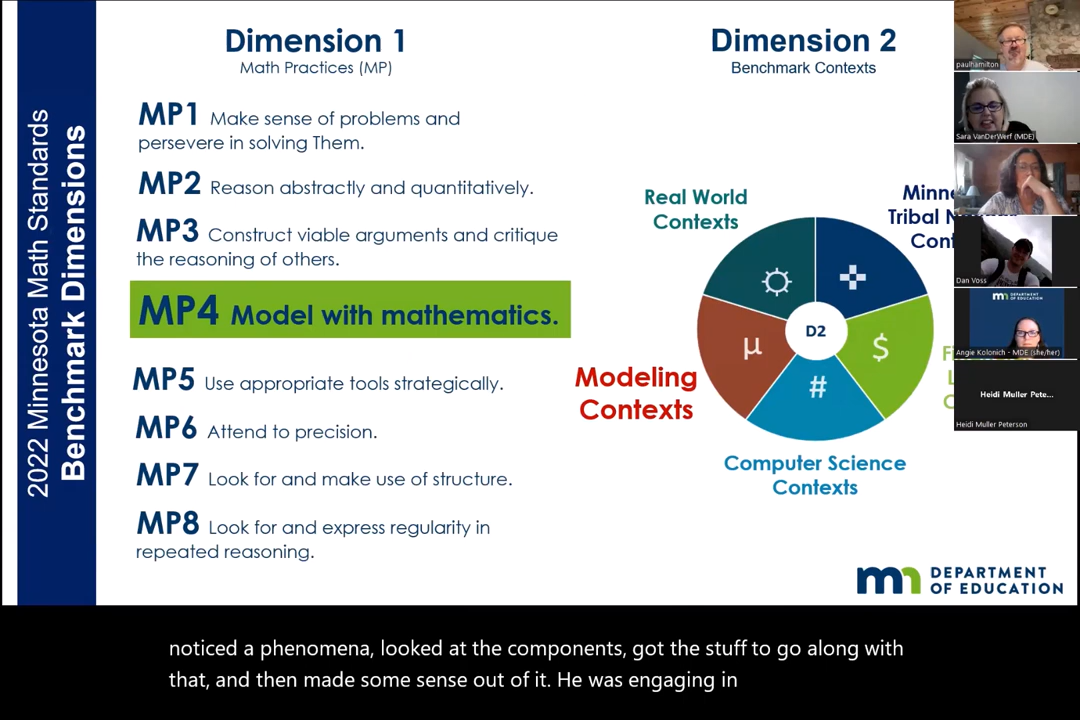 2022 Minnesota Math Standards
Benchmark Dimensions
Dimension 1
Math Practices (MP)
MP1 Make sense of problems and
persevere in solving Them.
MP2 Reason abstractly and quantitatively.
MP3 Construct viable arguments and critique
the reasoning of others.
MP4 Model with mathematics.
MP5 Use appropriate tools strategically.
MP6 Attend to precision.
MP7 Look for and make use of structure.
MP8 Look for and express regularity in
repeated reasoning.
Dimension 2
Benchmark Contexts
Real World
Contexts
Tribal
$
#
µ
D2
Modeling
Contexts
Computer Science
Contexts
mn DEPARTMENT
OF EDUCATION
paulhamilton
Sara VanDerWerf (MDE)
Dan Voss
mn DEPARTMENT
OF EDUCATION
Angie Kolonich - MDE (she/her)
Heidi Muller Pete...
Heidi Muller Peterson
noticed a phenomena, looked at the components, got the stuff to go along with
that, and then made some sense out of it. He was engaging in